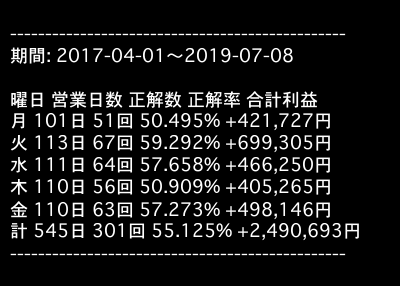 ------------------------------------------------
期間: 2017-04-01〜2019-07-08
曜日 営業日数 正解数 正解率 合計利益
月 101日 51回 50.495% +421,727円
火 113日 67回 59.292% +699,305円
水 111日 64回 57.658% +466,250円
木 110日 56回 50.909% +405,265円
金 110日 63回 57.273% +498,146円
計 545日 301回 55.125% +2,490,693円
------------------------------------------------